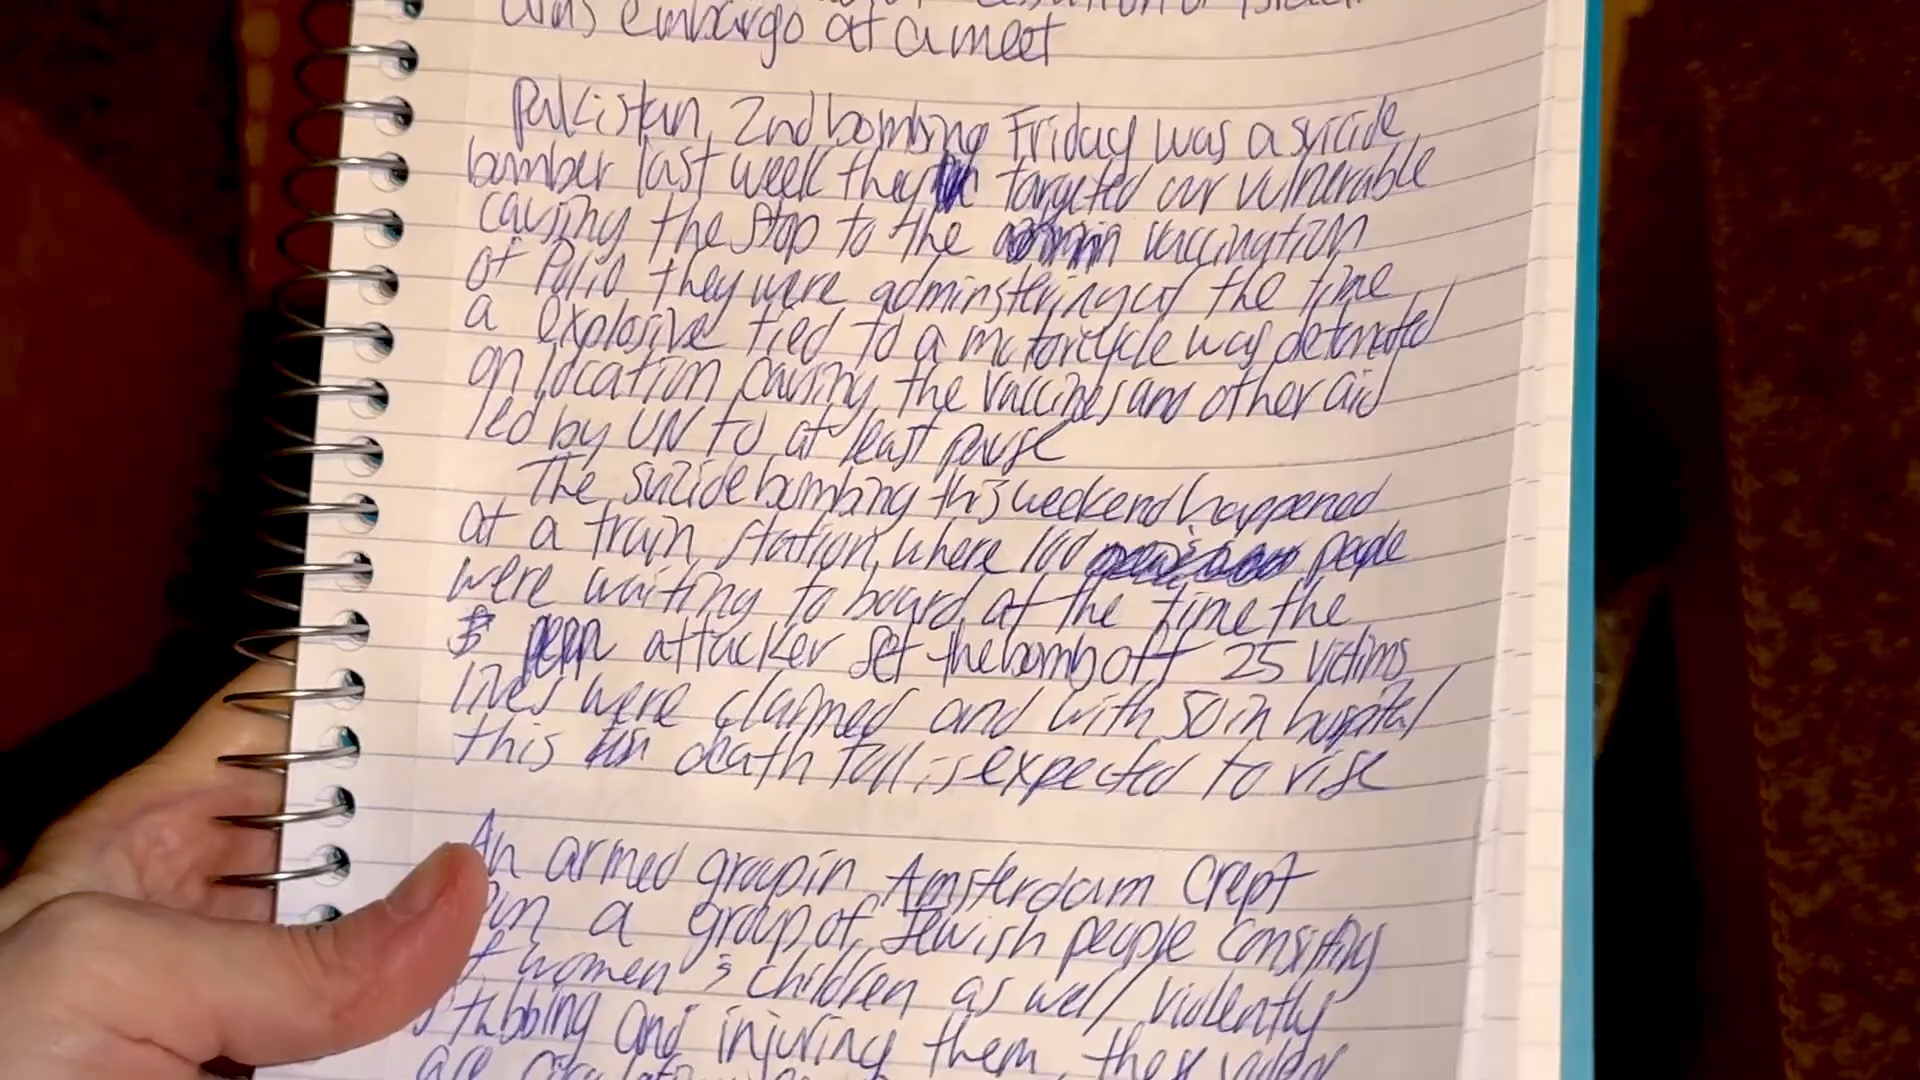 arms embargo at a meet
Pakistan, 2nd bombing Friday was a suicide
bomber last week they targeted our vulnerable
causing the stop to the vaccination
of Polio they were adminstering at the time
a explosive tied to a motorcycle was detonated
on location causing the vaccines and other aid
led by UN to at least pause
The suicide bombing this weekend happened
at a train station, where 100 people
were waiting to board at the time the
attacker set the bomb off 25 victims
lives were claimed and with 50 in hospital
this death toll is expected to rise
An armed group in Amsterdam crept
a group of Jewish people consisting
of women & children as well violently
stabbing and injuring them, the
are